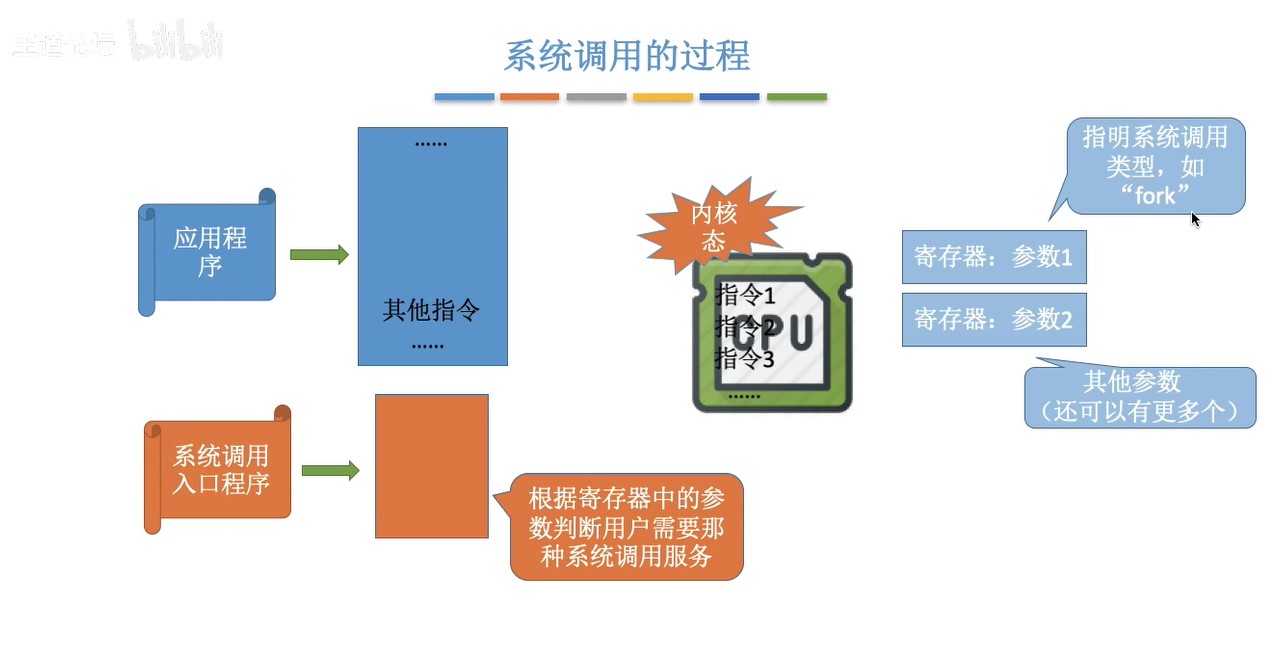 王道论坛 bilibili
系统调用的过程
......
应用程
序
其他指令
......
系统调用
入口程序
根据寄存器中的参
数判断用户需要那
种系统调用服务
内核
态
CPU
指令1
指令2
指令3
......
指明系统调用
类型，如
“fork”
寄存器：参数1
寄存器：参数2
其他参数
（还可以有更多个）